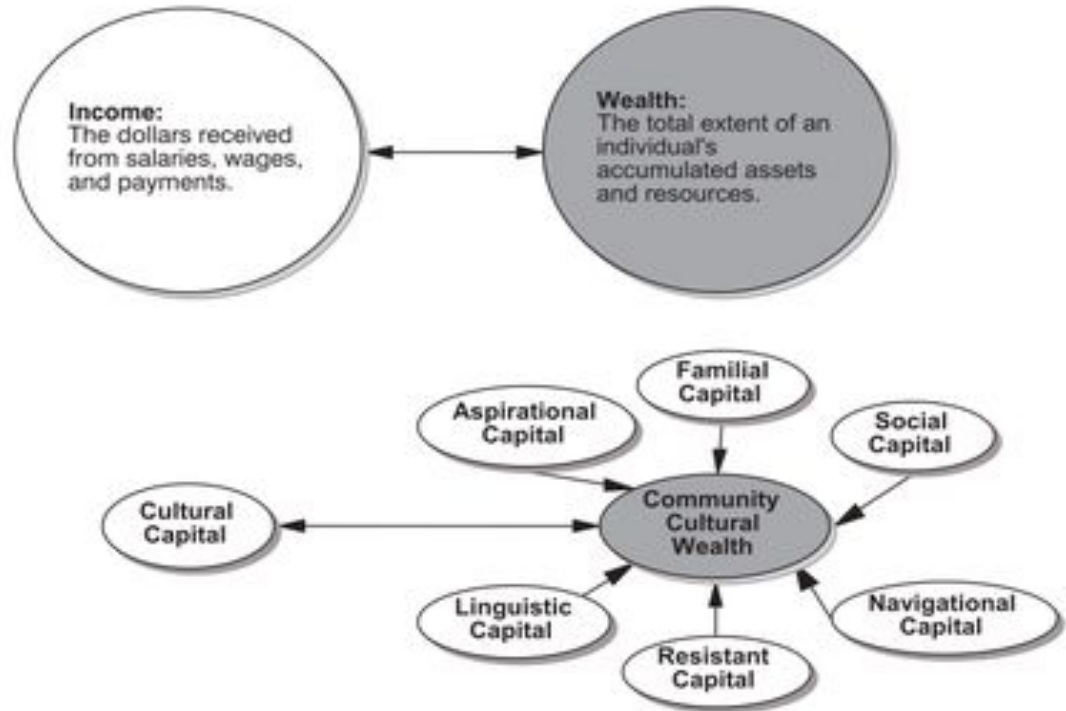 Income:
The dollars received
from salaries, wages,
and payments.
Wealth:
The total extent of an
individual's
accumulated assets
and resources.
Familial
Capital
Aspirational
Capital
Social
Capital
Cultural
Capital
Community
Cultural
Wealth
Linguistic
Capital
Navigational
Capital
Resistant
Capital